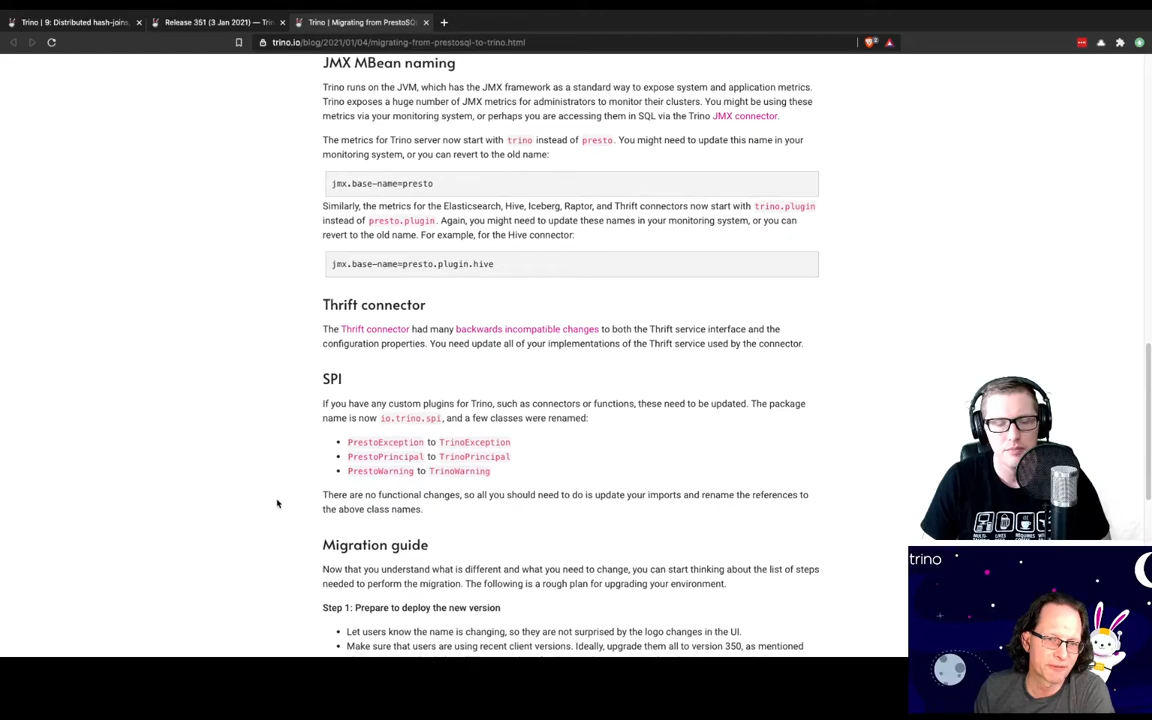 Trino | 9: Distributed hash-joins,
Release 351 (3 Jan 2021) — Trin
Trino | Migrating from PrestoSQL
trino.io/blog/2021/01/04/migrating-from-prestosql-to-trino.html
JMX MBean naming
Trino runs on the JVM, which has the JMX framework as a standard way to expose system and application metrics.
Trino exposes a huge number of JMX metrics for administrators to monitor their clusters. You might be using these
metrics via your monitoring system, or perhaps you are accessing them in SQL via the Trino JMX connector.
The metrics for Trino server now start with trino instead of presto. You might need to update this name in your
monitoring system, or you can revert to the old name:
jmx.base-name=presto
Similarly, the metrics for the Elasticsearch, Hive, Iceberg, Raptor, and Thrift connectors now start with trino.plugin
instead of presto.plugin. Again, you might need to update these names in your monitoring system, or you can
revert to the old name. For example, for the Hive connector:
jmx.base-name=presto.plugin.hive
Thrift connector
The Thrift connector had many backwards incompatible changes to both the Thrift service interface and the
configuration properties. You need update all of your implementations of the Thrift service used by the connector.
SPI
If you have any custom plugins for Trino, such as connectors or functions, these need to be updated. The package
name is now io.trino.spi, and a few classes were renamed:
• PrestoException to TrinoException
• PrestoPrincipal to TrinoPrincipal
• PrestoWarning to TrinoWarning
There are no functional changes, so all you should need to do is update your imports and rename the references to
the above class names.
Migration guide
Now that you understand what is different and what you need to change, you can start thinking about the list of steps
needed to perform the migration. The following is a rough plan for upgrading your environment.
Step 1: Prepare to deploy the new version
• Let users know the name is changing, so they are not surprised by the logo changes in the UI.
• Make sure that users are using recent client versions. Ideally, upgrade them all to version 350, as mentioned
trino